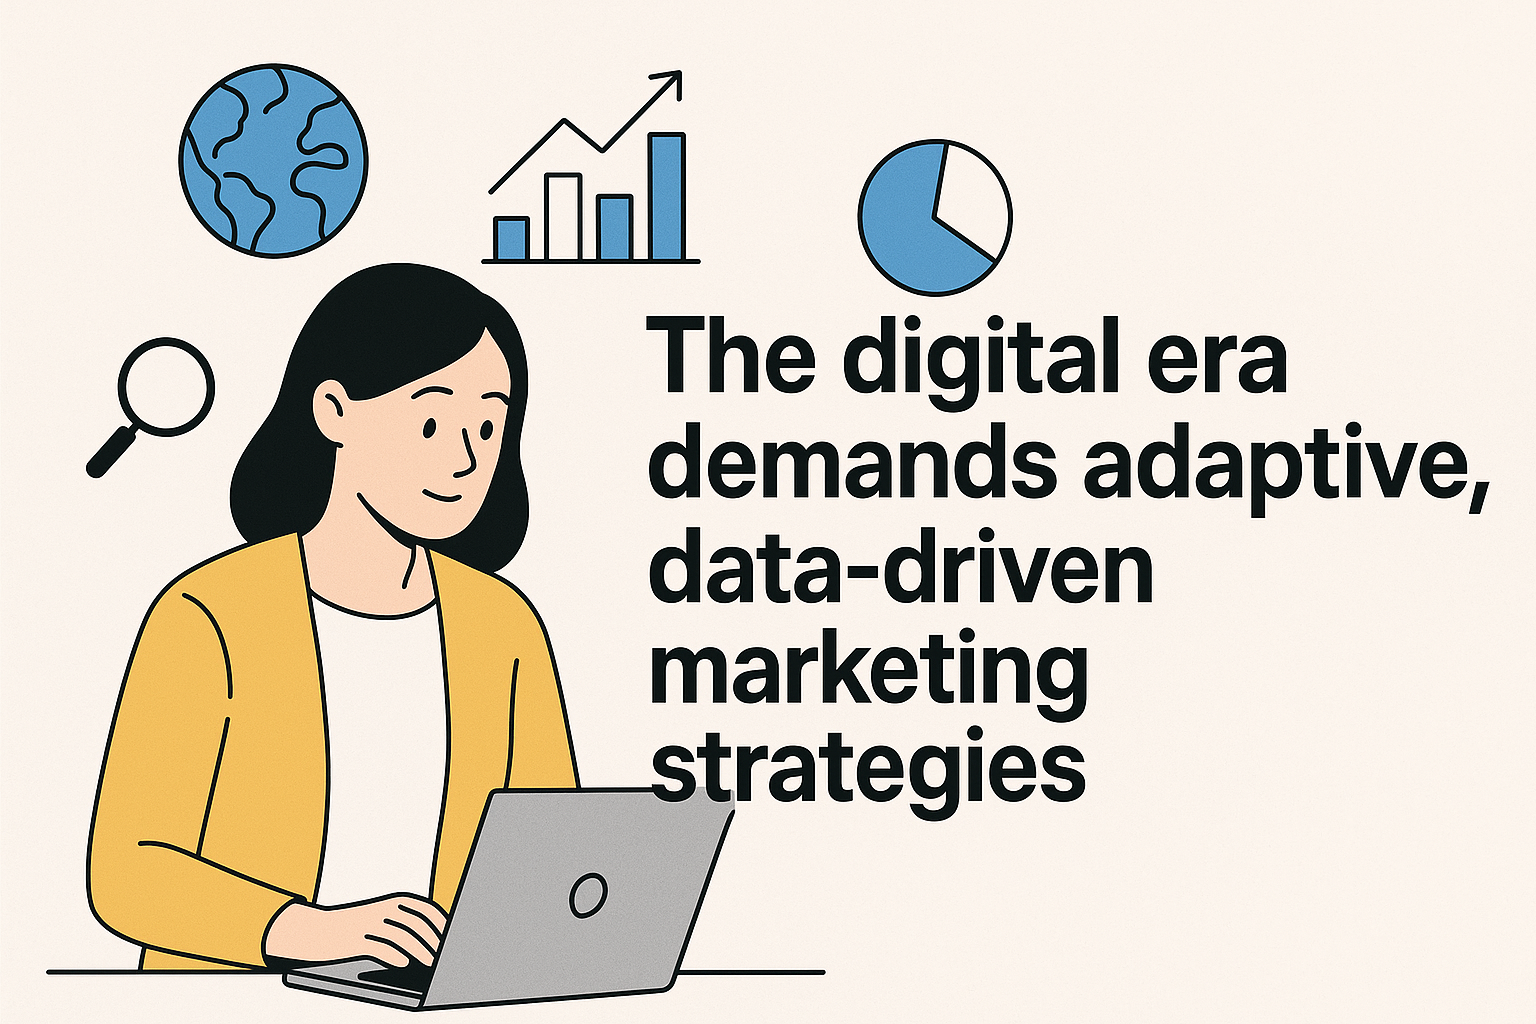 The digital era
demands adaptive,
data-driven
marketing
strategies